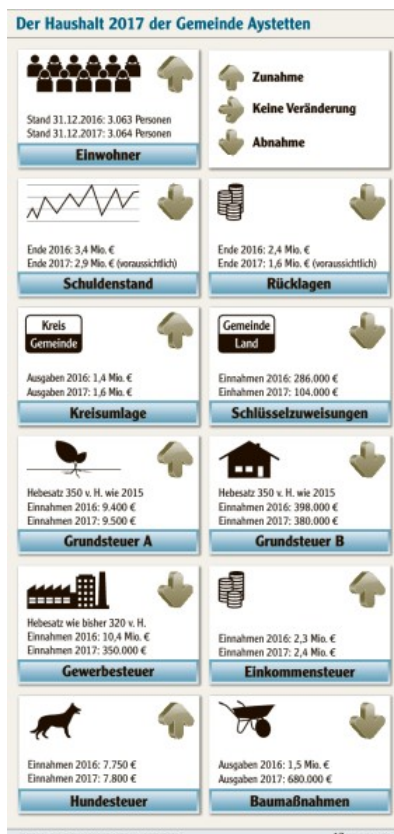 Der Haushalt 2017 der Gemeinde Aystetten
Stand 31.12.2016: 3.063 Personen
Stand 31.12.2017: 3.064 Personen
Einwohner
Zunahme
Keine Veränderung
Abnahme
Ende 2016: 3,4 Mio. €
Ende 2017: 2,9 Mio. € (voraussichtlich)
Schuldenstand
Ende 2016: 2,4 Mio. €
Ende 2017: 1,6 Mio. € (voraussichtlich)
Rücklagen
Kreis
Gemeinde
Ausgaben 2016: 1,4 Mio. €
Ausgaben 2017: 1,6 Mio. €
Kreisumlage
Gemeinde
Land
Einnahmen 2016: 286.000 €
Einnahmen 2017: 104.000 €
Schlüsselzuweisungen
Hebesatz 350 v. H. wie 2015
Einnahmen 2016: 9.400 €
Einnahmen 2017: 9.500 €
Grundsteuer A
Hebesatz 350 v. H. wie 2015
Einnahmen 2016: 398.000 €
Einnahmen 2017: 380.000 €
Grundsteuer B
Hebesatz wie bisher 320 v. H.
Einnahmen 2016: 10,4 Mio. €
Einnahmen 2017: 350.000 €
Gewerbesteuer
Einnahmen 2016: 2,3 Mio. €
Einnahmen 2017: 2,4 Mio. €
Einkommensteuer
Einnahmen 2016: 7.750 €
Einnahmen 2017: 7.800 €
Hundesteuer
Ausgaben 2016: 1,5 Mio. €
Ausgaben 2017: 680.000 €
Baumaßnahmen